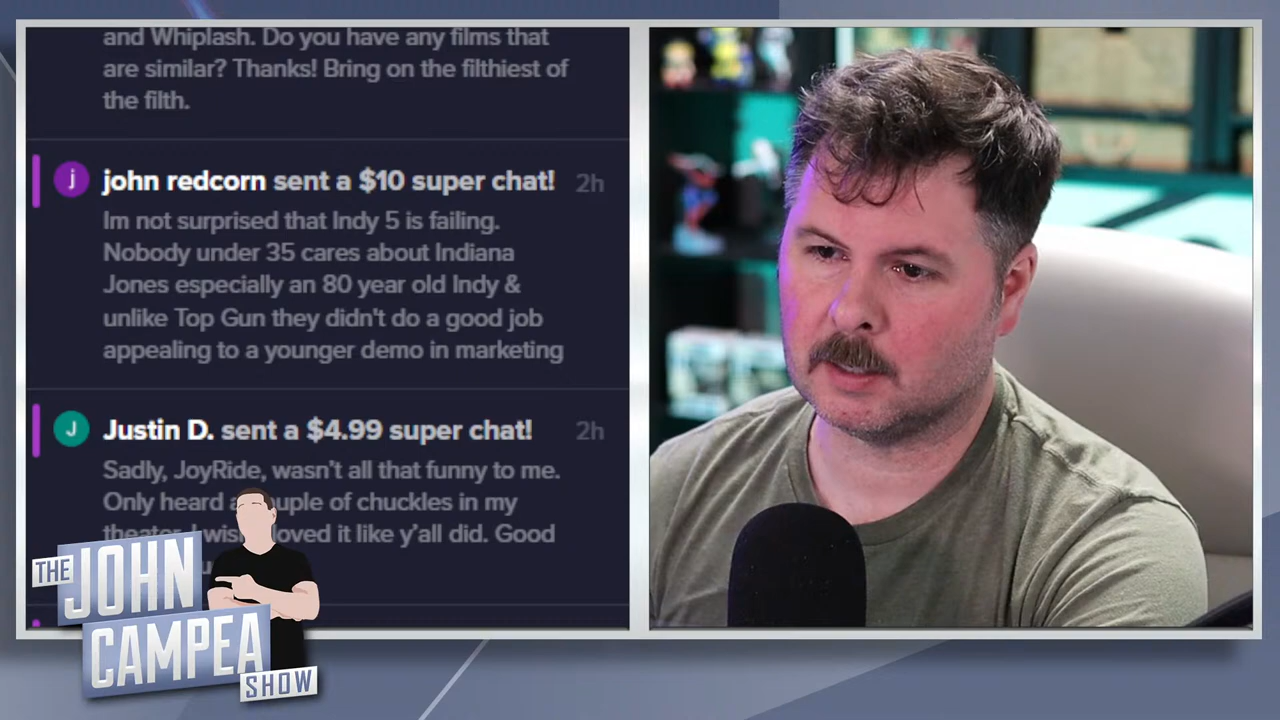 and Whiplash. Do you have any films that
are similar? Thanks! Bring on the filthiest of
the filth.
j
john redcorn sent a $10 super chat!
2h
Im not surprised that Indy 5 is failing.
Nobody under 35 cares about Indiana
Jones especially an 80 year old Indy &
unlike Top Gun they didn't do a good job
appealing to a younger demo in marketing
J
Justin D. sent a $4.99 super chat!
2h
Sadly, JoyRide, wasn't all that funny to me.
Only heard a couple of chuckles in my
theater. I wish loved it like y'all did. Good
THE
JOHN
CAMPEA
SHOW